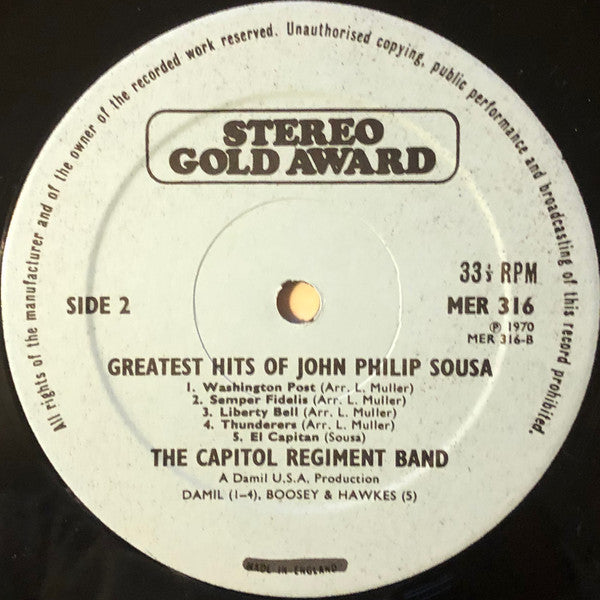 All rights of the manufacturer and of the owner of the recorded work reserved. Unauthorised copying, public performance and broadcasting of this record prohibited.
STEREO
GOLD AWARD
33⅓ RPM
SIDE 2
MER 316
℗ 1970
MER 316-B
GREATEST HITS OF JOHN PHILIP SOUSA
1. Washington Post (Arr. L. Muller)
2. Semper Fidelis (Arr. L. Muller)
3. Liberty Bell (Arr. L. Muller)
4. Thunderers (Arr. L. Muller)
5. El Capitan (Sousa)
THE CAPITOL REGIMENT BAND
A Damil U.S.A. Production
DAMIL (1-4), BOOSEY & HAWKES (5)
MADE IN ENGLAND